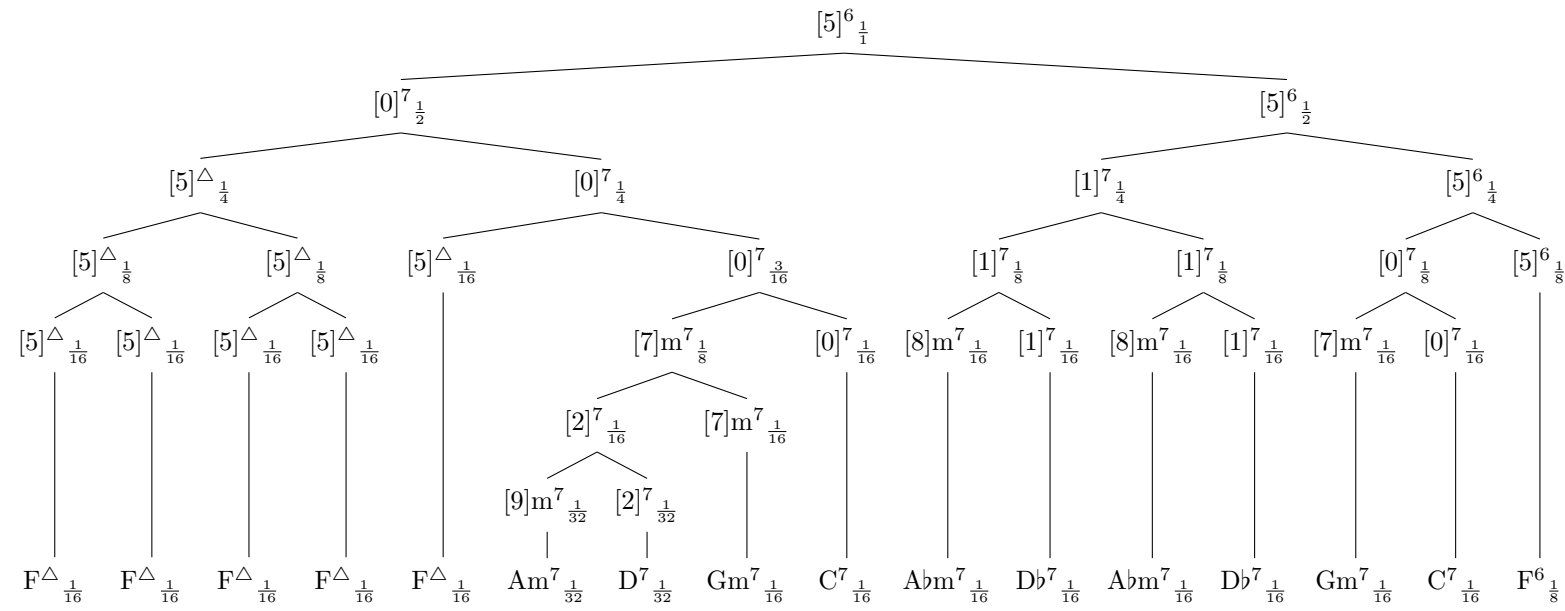 [5]⁶ 1/1
[0]⁷ 1/2 [5]⁶ 1/2
[5]△ 1/4 [0]⁷ 1/4 [1]⁷ 1/4 [5]⁶ 1/4
[5]△ 1/8 [5]△ 1/8 [5]△ 1/16 [0]⁷ 3/16 [1]⁷ 1/8 [1]⁷ 1/8 [0]⁷ 1/8 [5]⁶ 1/8
[5]△ 1/16 [5]△ 1/16 [5]△ 1/16 [5]△ 1/16 [7]m⁷ 1/8 [0]⁷ 1/16 [8]m⁷ 1/16 [1]⁷ 1/16 [8]m⁷ 1/16 [1]⁷ 1/16 [7]m⁷ 1/16 [0]⁷ 1/16
[2]⁷ 1/16 [7]m⁷ 1/16
[9]m⁷ 1/32 [2]⁷ 1/32
F△ 1/16 F△ 1/16 F△ 1/16 F△ 1/16 F△ 1/16 Am⁷ 1/32 D⁷ 1/32 Gm⁷ 1/16 C⁷ 1/16 A♭m⁷ 1/16 D♭⁷ 1/16 A♭m⁷ 1/16 D♭⁷ 1/16 Gm⁷ 1/16 C⁷ 1/16 F⁶ 1/8